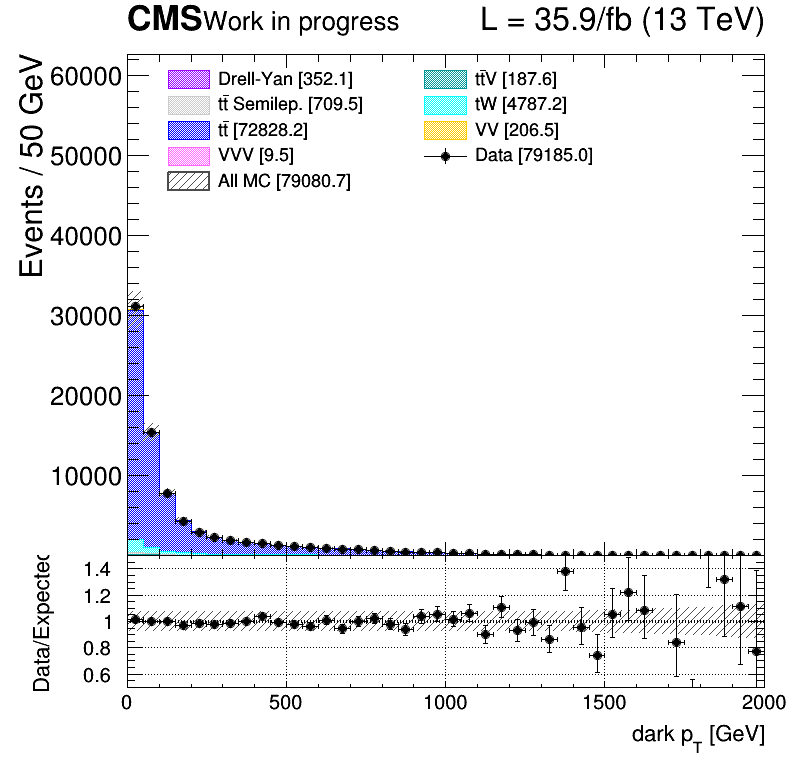 CMS Work in progress L = 35.9/fb (13 TeV)
Events / 50 GeV
60000
50000
40000
30000
20000
10000
Drell-Yan [352.1]
tt̄ Semilep. [709.5]
tt̄ [72828.2]
VVV [9.5]
All MC [79080.7]
tt̄V [187.6]
tW [4787.2]
VV [206.5]
Data [79185.0]
Data/Expected
1.4
1.2
1
0.8
0.6
0 500 1000 1500 2000
dark p_T [GeV]